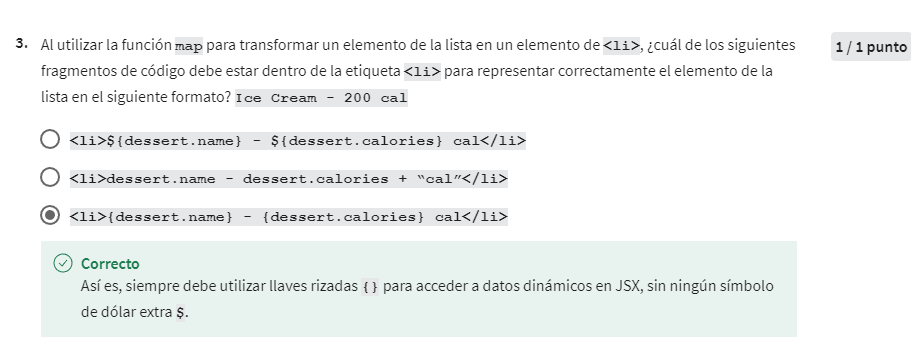 3. Al utilizar la función map para transformar un elemento de la lista en un elemento de <li>, ¿cuál de los siguientes
1 / 1 punto
fragmentos de código debe estar dentro de la etiqueta <li> para representar correctamente el elemento de la
lista en el siguiente formato? Ice Cream - 200 cal
<li>${dessert.name} - ${dessert.calories} cal</li>
<li>dessert.name - dessert.calories + “cal”</li>
<li>{dessert.name} - {dessert.calories} cal</li>
Correcto
Así es, siempre debe utilizar llaves rizadas {} para acceder a datos dinámicos en JSX, sin ningún símbolo
de dólar extra $.